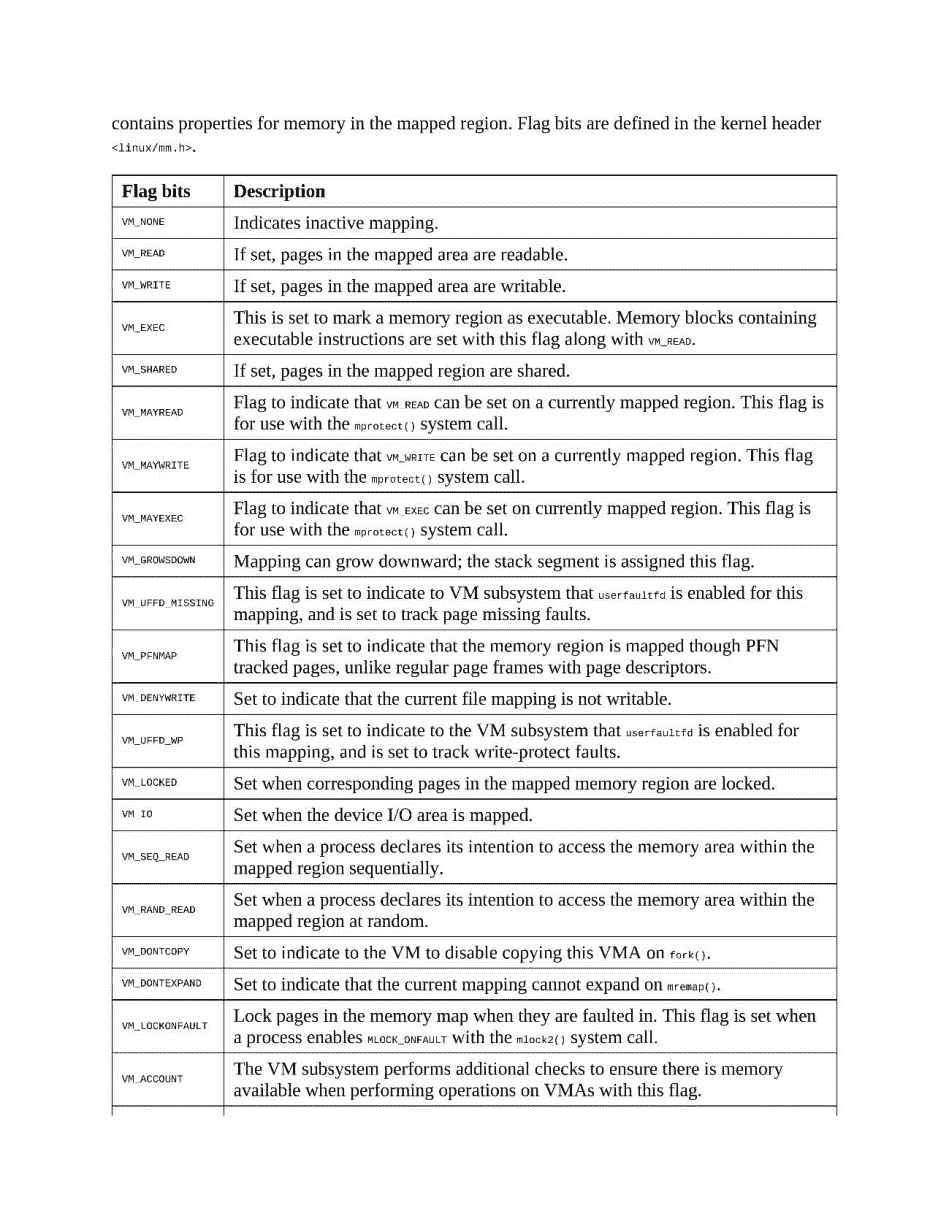 contains properties for memory in the mapped region. Flag bits are defined in the kernel header
<linux/mm.h>.
Flag bits Description
VM_NONE Indicates inactive mapping.
VM_READ If set, pages in the mapped area are readable.
VM_WRITE If set, pages in the mapped area are writable.
VM_EXEC This is set to mark a memory region as executable. Memory blocks containing
executable instructions are set with this flag along with VM_READ.
VM_SHARED If set, pages in the mapped region are shared.
VM_MAYREAD Flag to indicate that VM_READ can be set on a currently mapped region. This flag is
for use with the mprotect() system call.
VM_MAYWRITE Flag to indicate that VM_WRITE can be set on a currently mapped region. This flag
is for use with the mprotect() system call.
VM_MAYEXEC Flag to indicate that VM_EXEC can be set on currently mapped region. This flag is
for use with the mprotect() system call.
VM_GROWSDOWN Mapping can grow downward; the stack segment is assigned this flag.
VM_UFFD_MISSING This flag is set to indicate to VM subsystem that userfaultfd is enabled for this
mapping, and is set to track page missing faults.
VM_PFNMAP This flag is set to indicate that the memory region is mapped though PFN
tracked pages, unlike regular page frames with page descriptors.
VM_DENYWRITE Set to indicate that the current file mapping is not writable.
VM_UFFD_WP This flag is set to indicate to the VM subsystem that userfaultfd is enabled for
this mapping, and is set to track write-protect faults.
VM_LOCKED Set when corresponding pages in the mapped memory region are locked.
VM_IO Set when the device I/O area is mapped.
VM_SEQ_READ Set when a process declares its intention to access the memory area within the
mapped region sequentially.
VM_RAND_READ Set when a process declares its intention to access the memory area within the
mapped region at random.
VM_DONTCOPY Set to indicate to the VM to disable copying this VMA on fork().
VM_DONTEXPAND Set to indicate that the current mapping cannot expand on mremap().
VM_LOCKONFAULT Lock pages in the memory map when they are faulted in. This flag is set when
a process enables MLOCK_ONFAULT with the mlock2() system call.
VM_ACCOUNT The VM subsystem performs additional checks to ensure there is memory
available when performing operations on VMAs with this flag.